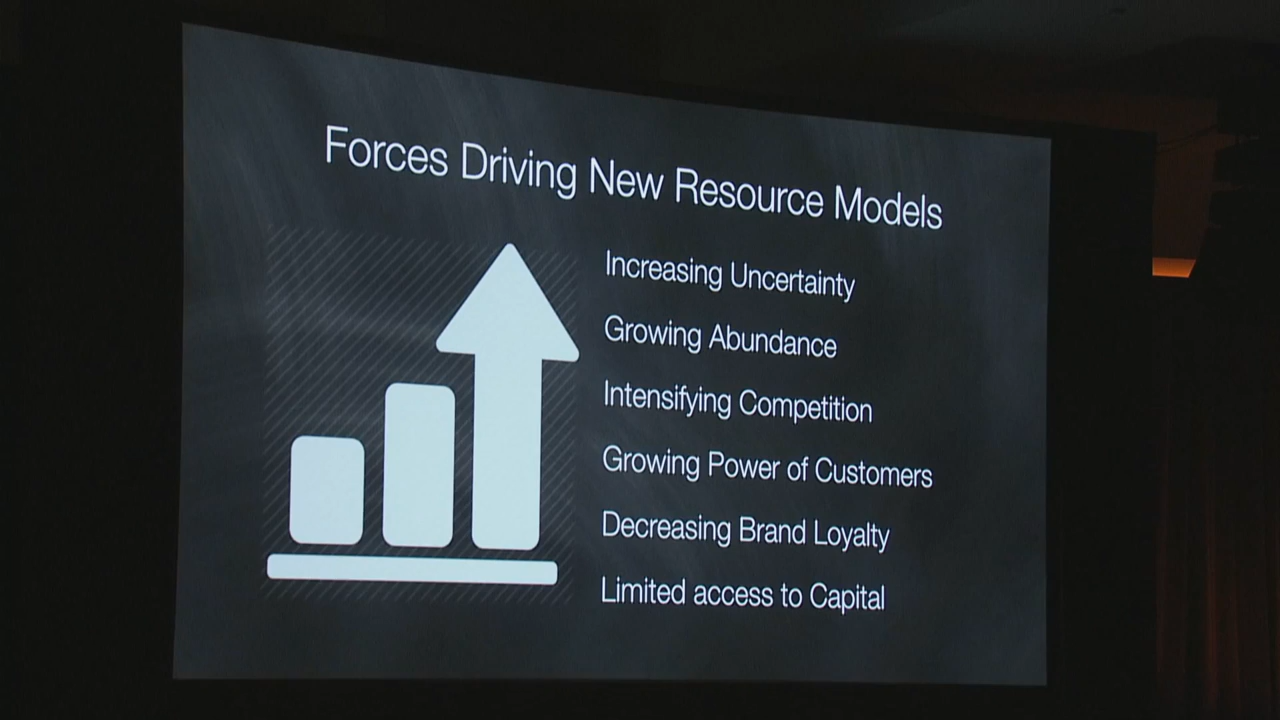 Forces Driving New Resource Models
Increasing Uncertainty
Growing Abundance
Intensifying Competition
Growing Power of Customers
Decreasing Brand Loyalty
Limited access to Capital